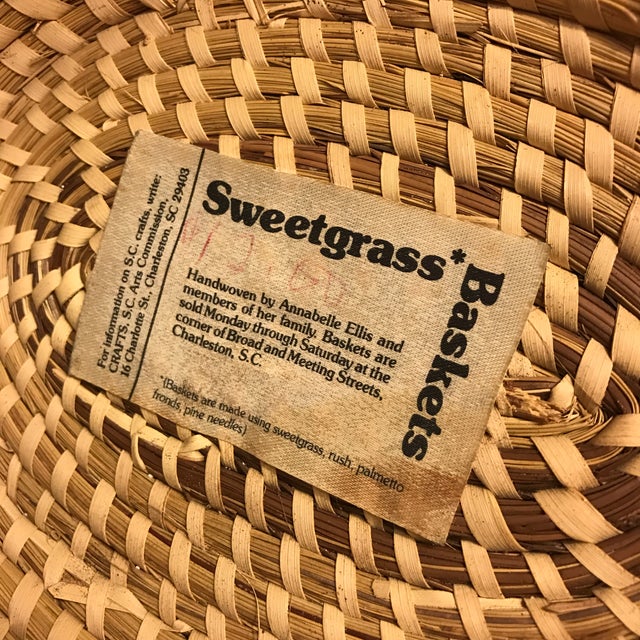 Sweetgrass*
Baskets
Handwoven by Annabelle Ellis and
members of her family. Baskets are
sold Monday through Saturday at the
corner of Broad and Meeting Streets,
Charleston, S.C.
*(Baskets are made using sweetgrass, rush, palmetto
fronds, pine needles)
For information on S.C. crafts, write:
CRAFTS, S.C. Arts Commission,
16 Charlotte St., Charleston, SC 29403